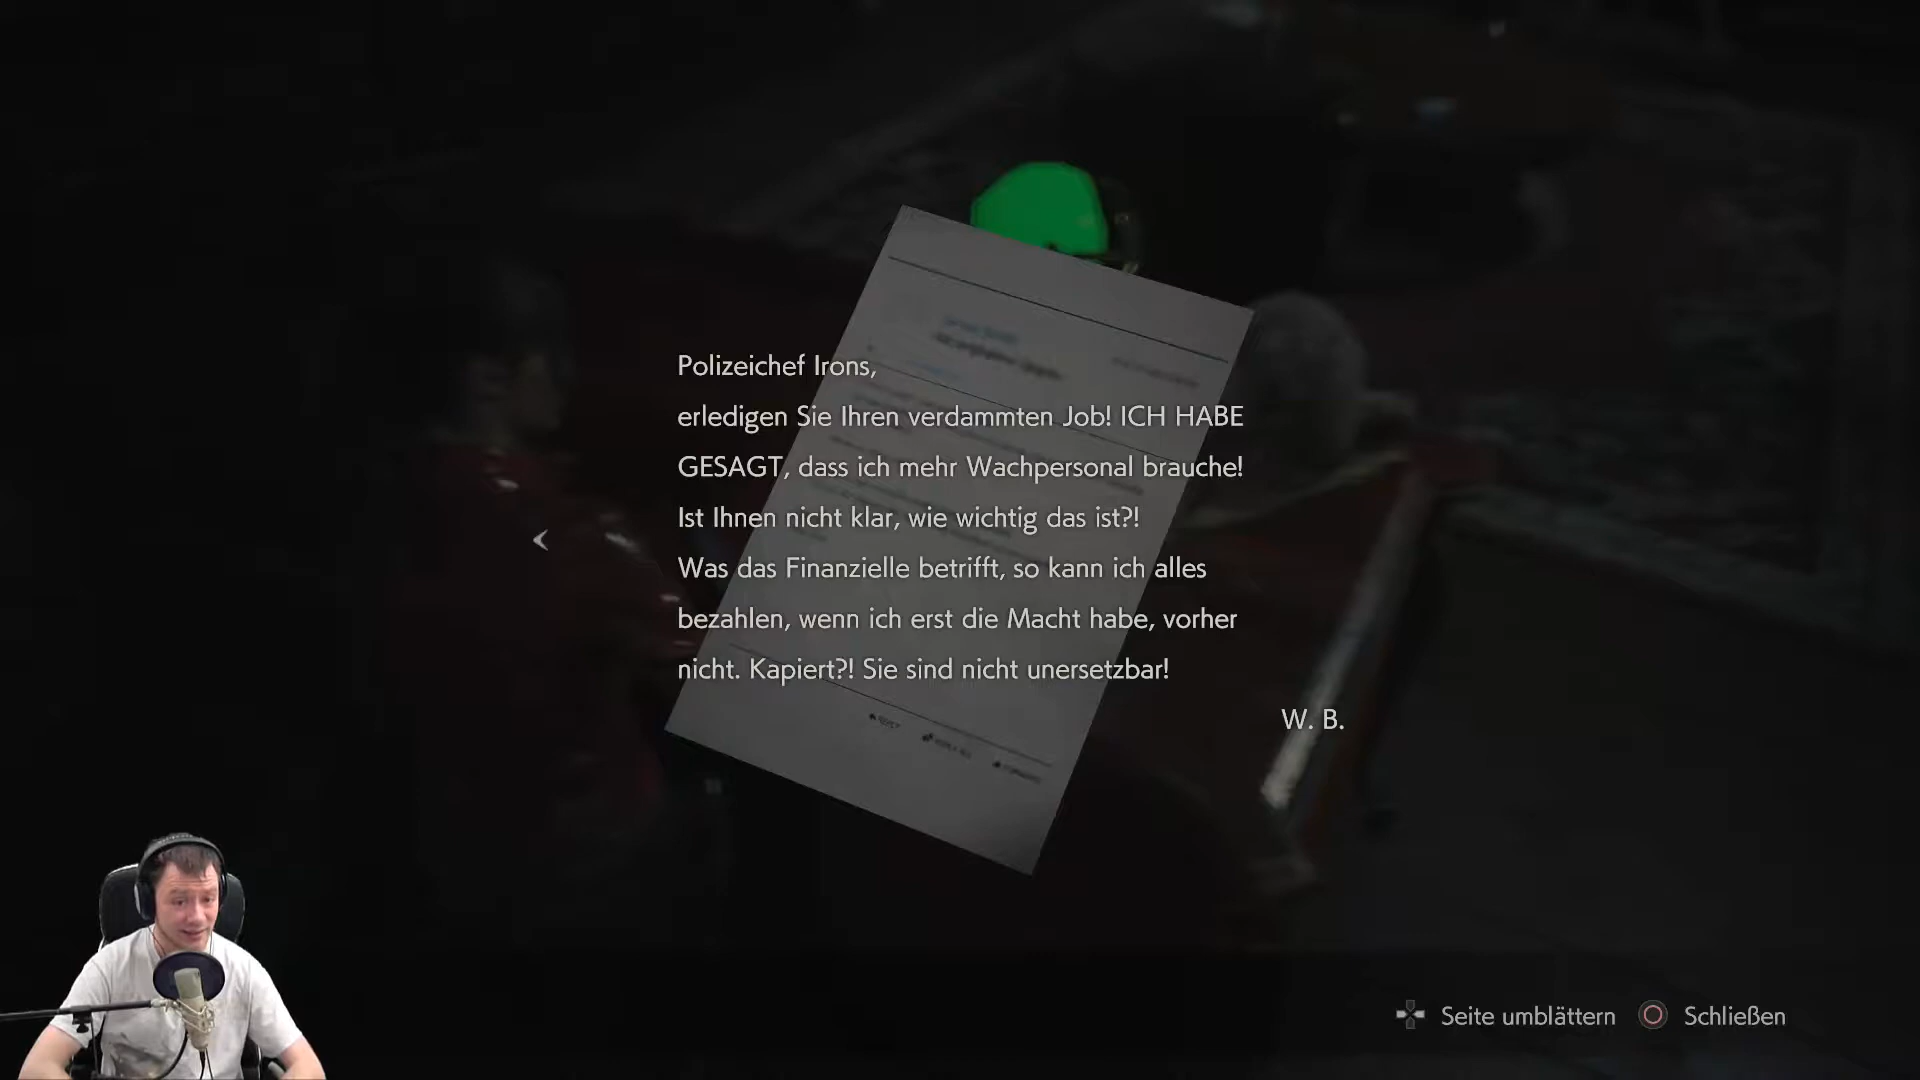 Polizeichef Irons,
erledigen Sie Ihren verdammten Job! ICH HABE
GESAGT, dass ich mehr Wachpersonal brauche!
Ist Ihnen nicht klar, wie wichtig das ist?!
Was das Finanzielle betrifft, so kann ich alles
bezahlen, wenn ich erst die Macht habe, vorher
nicht. Kapiert?! Sie sind nicht unersetzbar!
W. B.
Seite umblättern
Schließen